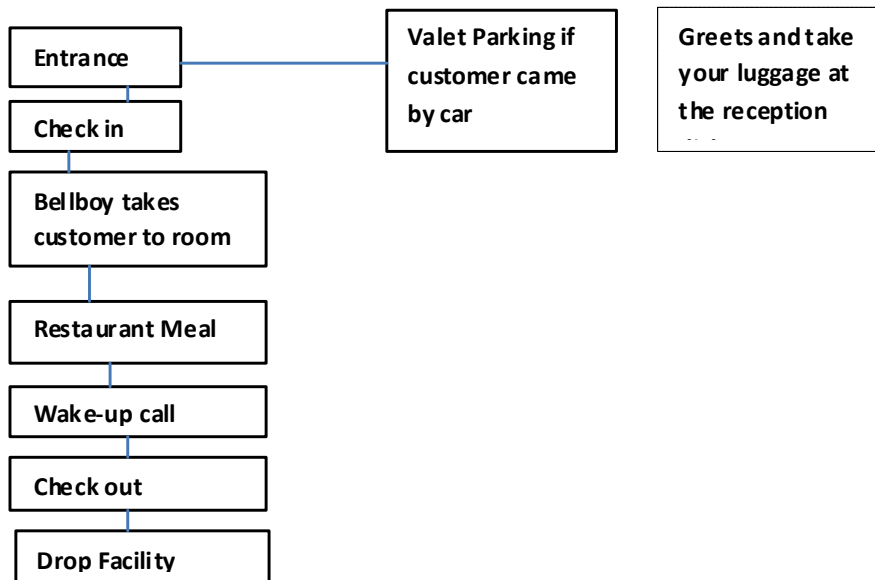 Entrance
Valet Parking if
customer came
by car
Greets and take
your luggage at
the reception
Check in
Bellboy takes
customer to room
Restaurant Meal
Wake-up call
Check out
Drop Facility